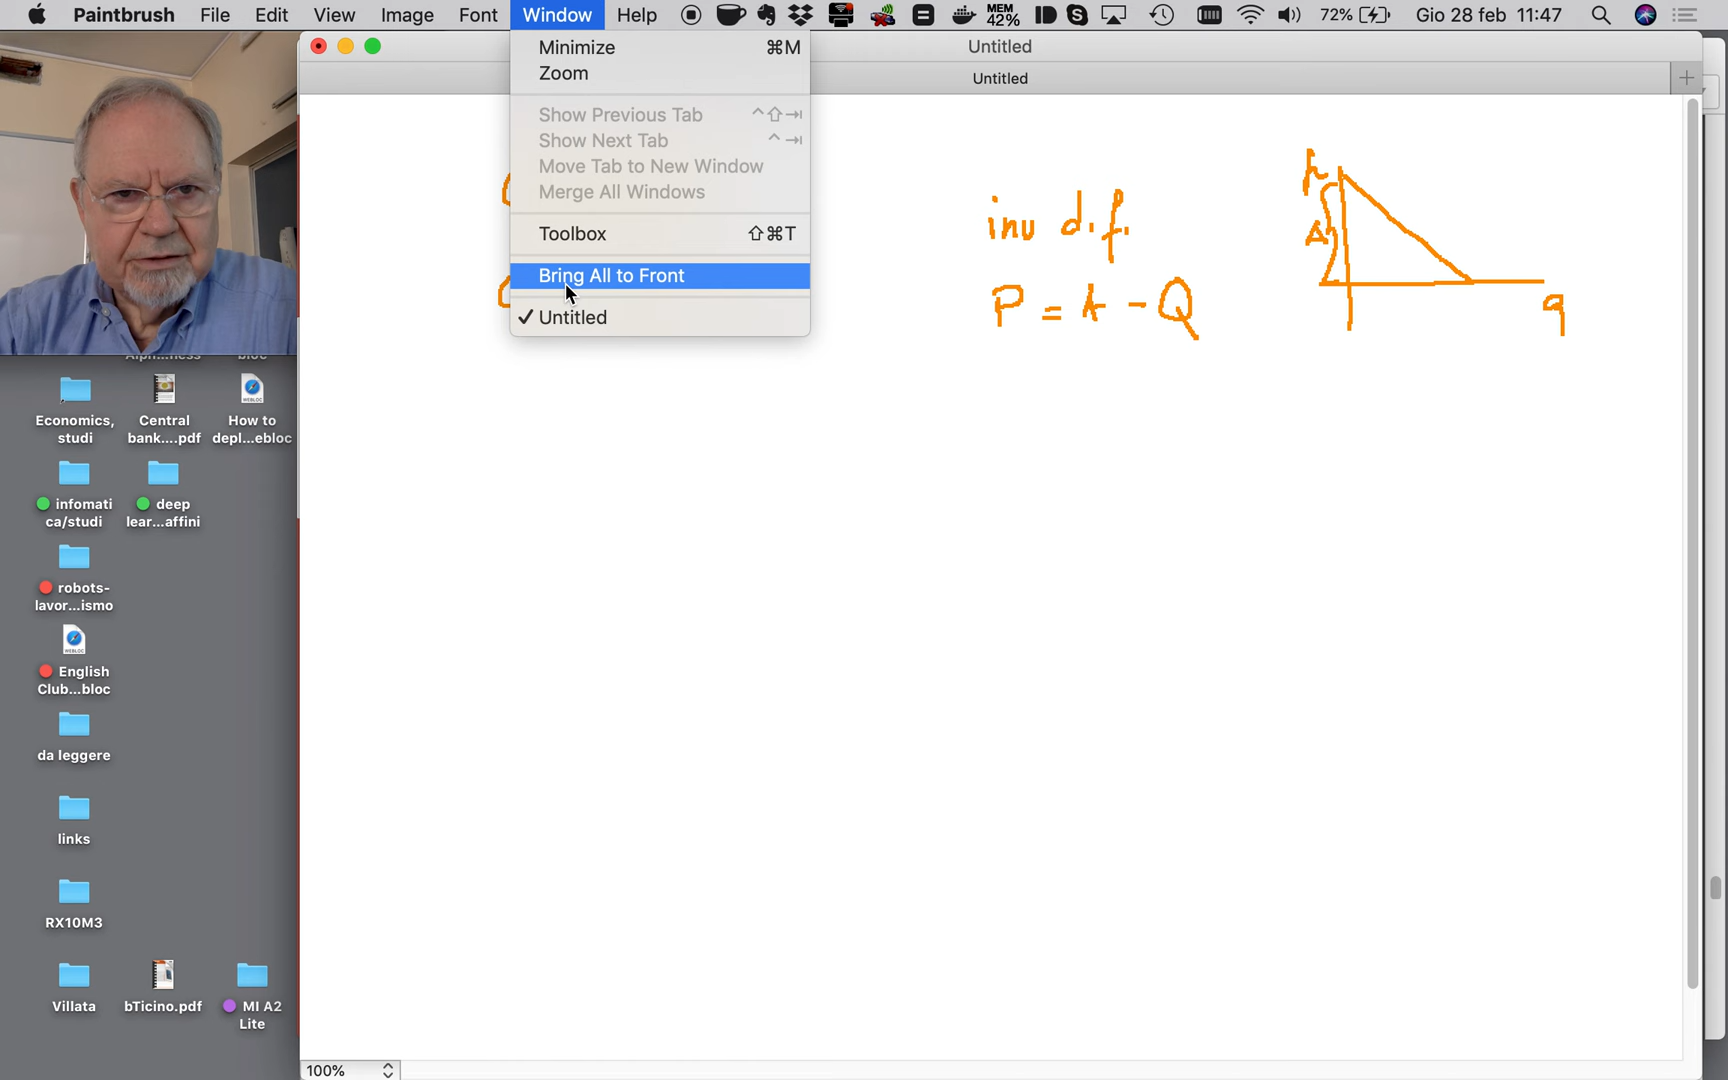 Paintbrush File Edit View Image Font Window Help MEM 42% 72% Gio 28 feb 11:47
Untitled
Untitled
Minimize ⌘M
Zoom
Show Previous Tab ^⇧⇥
Show Next Tab ^⇥
Move Tab to New Window
Merge All Windows
Toolbox ⇧⌘T
Bring All to Front
✓ Untitled
inv d.f.
P = A - Q
p
A
q
bloc
Economics, studi
Central bank....pdf
How to depl...ebloc
infomati ca/studi
deep lear...affini
robots-lavor...ismo
English Club...bloc
da leggere
links
RX10M3
Villata
bTicino.pdf
MI A2 Lite
100%